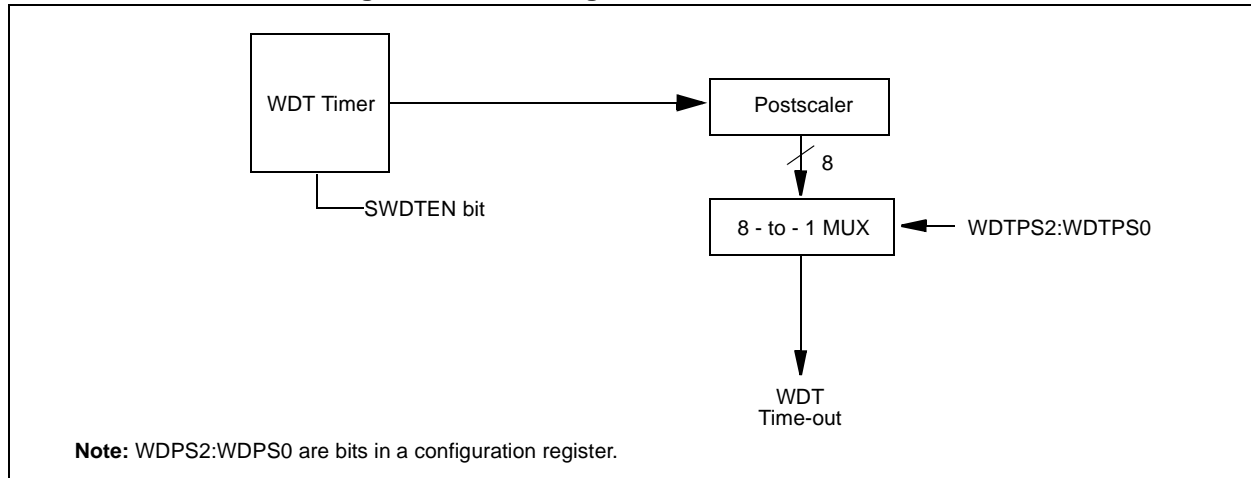 WDT Timer
Postscaler
8
SWDTEN bit
8 - to - 1 MUX
WDTPS2:WDTPS0
WDT
Time-out
Note: WDPS2:WDPS0 are bits in a configuration register.